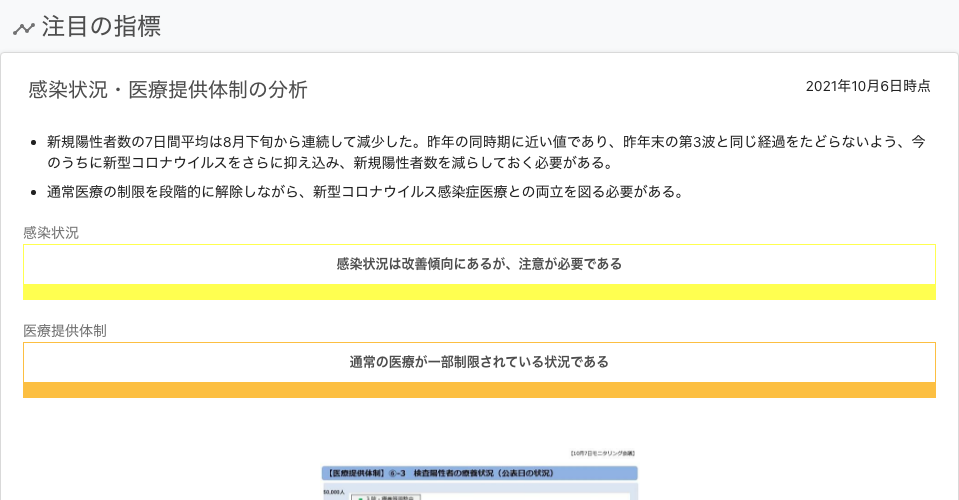 注目の指標
感染状況・医療提供体制の分析
2021年10月6日時点
新規陽性者数の7日間平均は8月下旬から連続して減少した。昨年の同時期に近い値であり、昨年末の第3波と同じ経過をたどらないよう、今
のうちに新型コロナウイルスをさらに抑え込み、新規陽性者数を減らしておく必要がある。
通常医療の制限を段階的に解除しながら、新型コロナウイルス感染症医療との両立を図る必要がある。
感染状況
感染状況は改善傾向にあるが、注意が必要である
医療提供体制
通常の医療が一部制限されている状況である
【10月7日モニタリング会議】
【医療提供体制】⑥-3 検査陽性者の療養状況（公表日の状況）